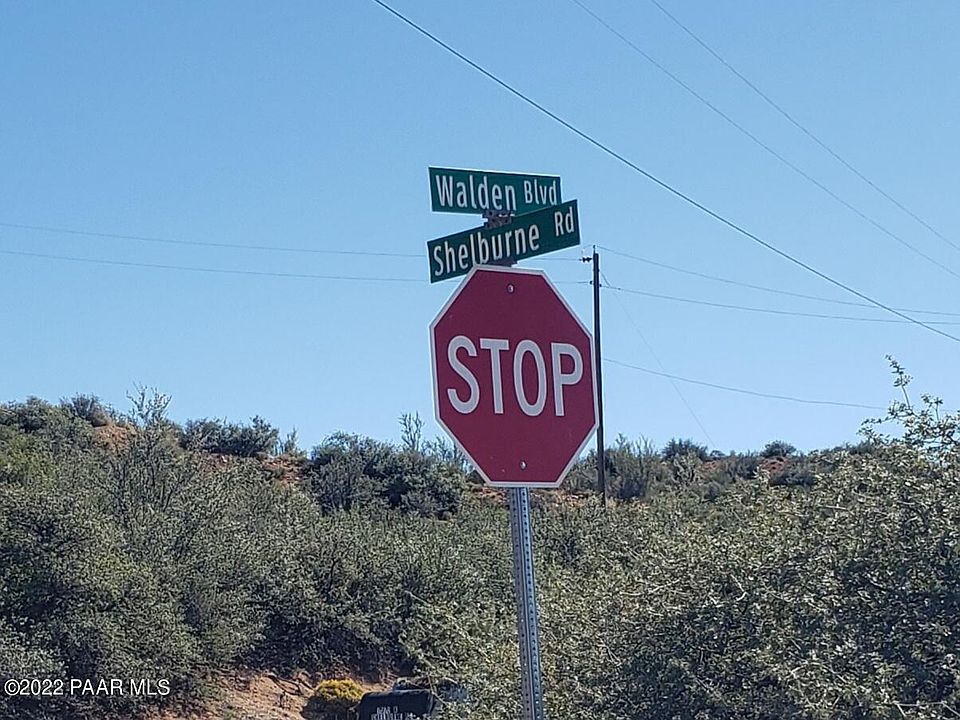 Walden Blvd
Shelburne Rd
STOP
©2022 PAAR MLS